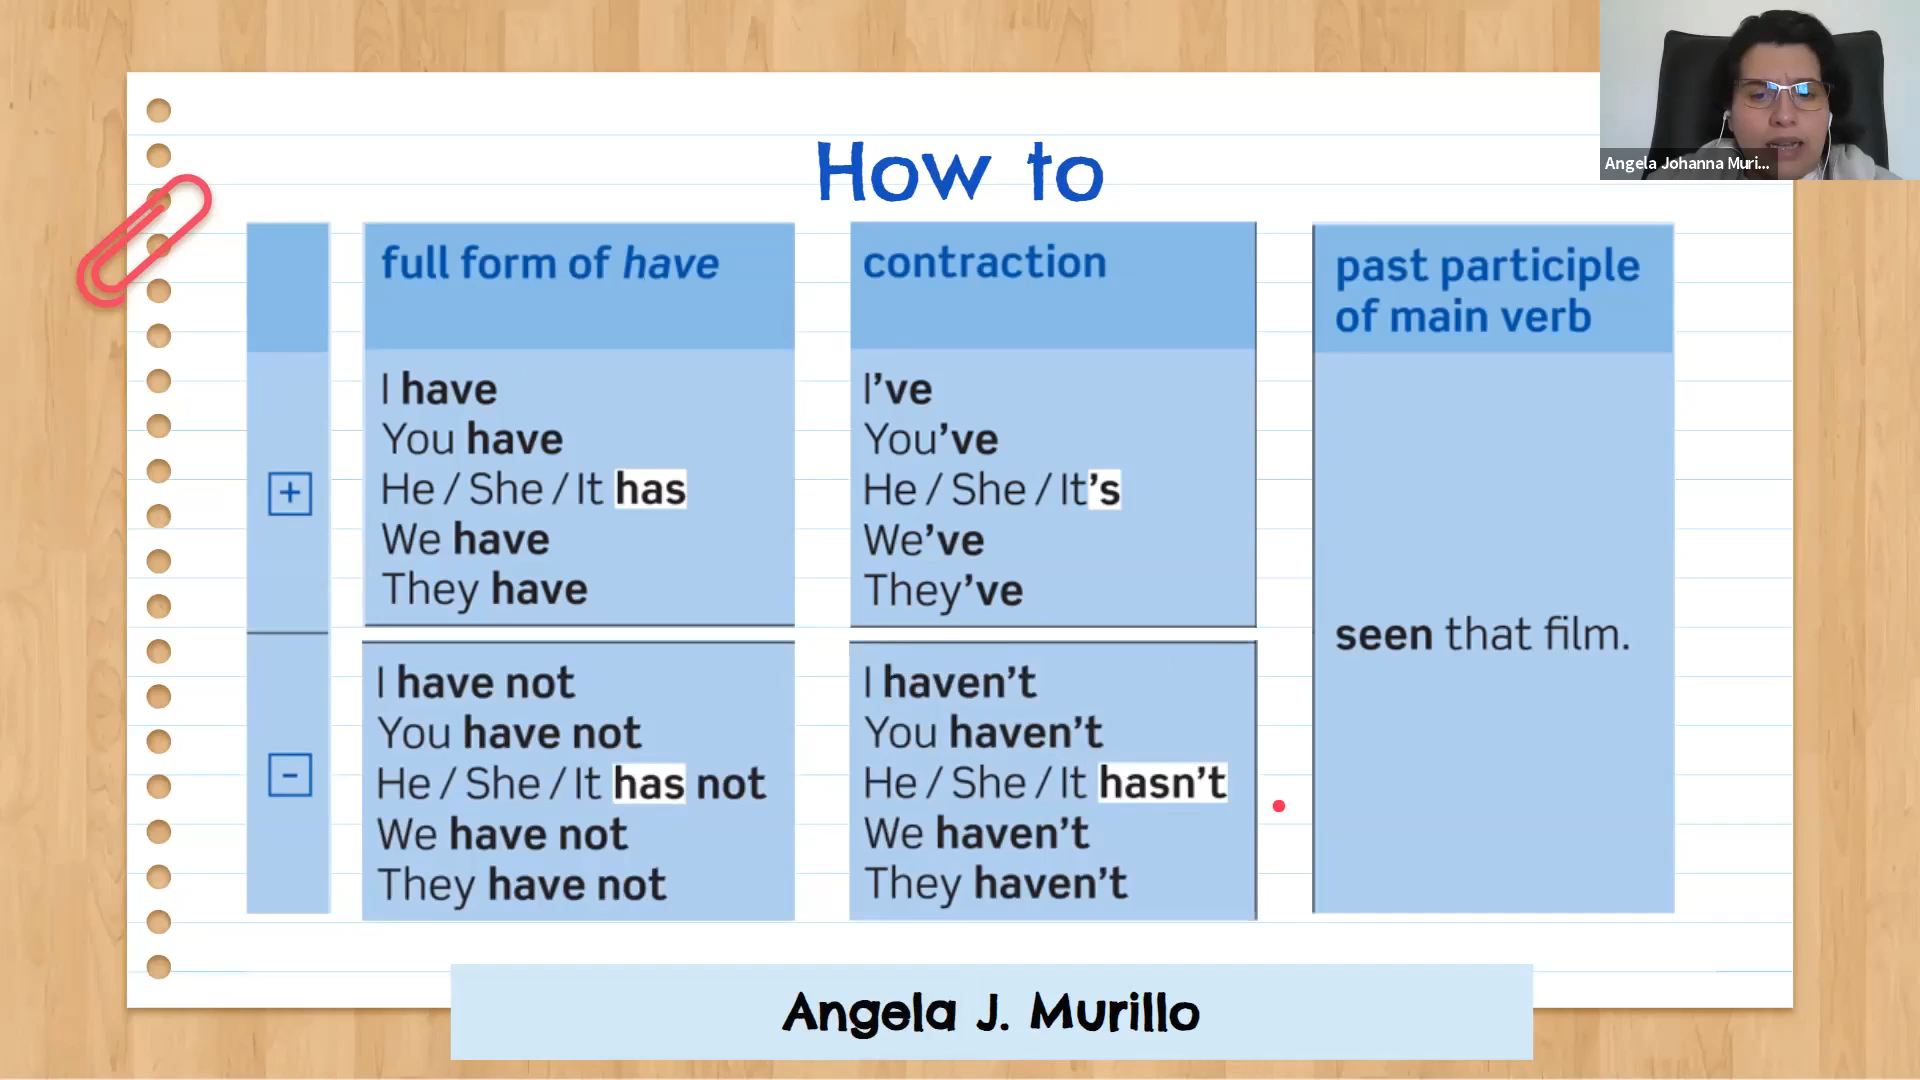 Angela Johanna Muri...
How to
full form of have
contraction
past participle
of main verb
+
I have
You have
He / She / It has
We have
They have
I've
You've
He / She / It's
We've
They've
seen that film.
-
I have not
You have not
He / She / It has not
We have not
They have not
I haven't
You haven't
He / She / It hasn't
We haven't
They haven't
Angela J. Murillo